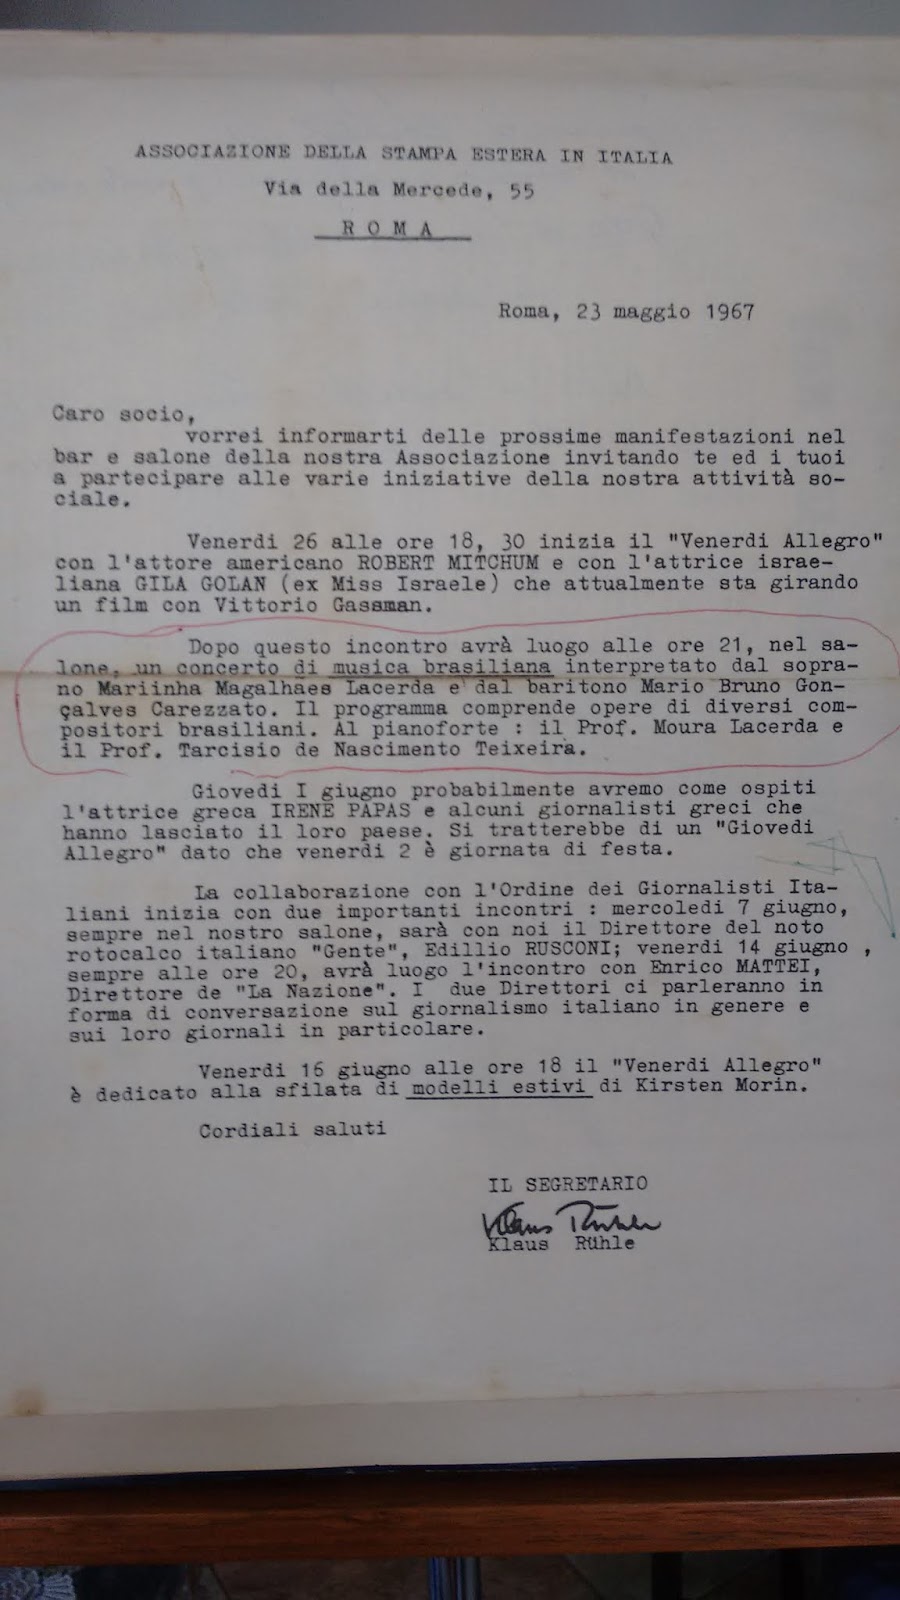 ASSOCIAZIONE DELLA STAMPA ESTERA IN ITALIA
Via della Mercede, 55
R O M A
Roma, 23 maggio 1967
Caro socio,
vorrei informarti delle prossime manifestazioni nel
bar e salone della nostra Associazione invitando te ed i tuoi
a partecipare alle varie iniziative della nostra attività so-
ciale.
Venerdi 26 alle ore 18, 30 inizia il "Venerdi Allegro"
con l'attore americano ROBERT MITCHUM e con l'attrice israe-
liana GILA GOLAN (ex Miss Israele) che attualmente sta girando
un film con Vittorio Gassman.
Dopo questo incontro avrà luogo alle ore 21, nel sa-
lone, un concerto di musica brasiliana interpretato dal sopra-
no Mariinha Magalhaes Lacerda e dal baritono Mario Bruno Gon-
çalves Carezzato. Il programma comprende opere di diversi com-
positori brasiliani. Al pianoforte : il Prof. Moura Lacerda e
il Prof. Tarcisio de Nascimento Teixeira.
Giovedi I giugno probabilmente avremo come ospiti
l'attrice greca IRENE PAPAS e alcuni giornalisti greci che
hanno lasciato il loro paese. Si tratterebbe di un "Giovedi
Allegro" dato che venerdi 2 è giornata di festa.
La collaborazione con l'Ordine dei Giornalisti Ita-
liani inizia con due importanti incontri : mercoledi 7 giugno,
sempre nel nostro salone, sarà con noi il Direttore del noto
rotocalco italiano "Gente", Edillio RUSCONI; venerdi 14 giugno ,
sempre alle ore 20, avrà luogo l'incontro con Enrico MATTEI,
Direttore de "La Nazione". I due Direttori ci parleranno in
forma di conversazione sul giornalismo italiano in genere e
sui loro giornali in particolare.
Venerdi 16 giugno alle ore 18 il "Venerdi Allegro"
è dedicato alla sfilata di modelli estivi di Kirsten Morin.
Cordiali saluti
IL SEGRETARIO
Klaus Rühle
Klaus Rühle